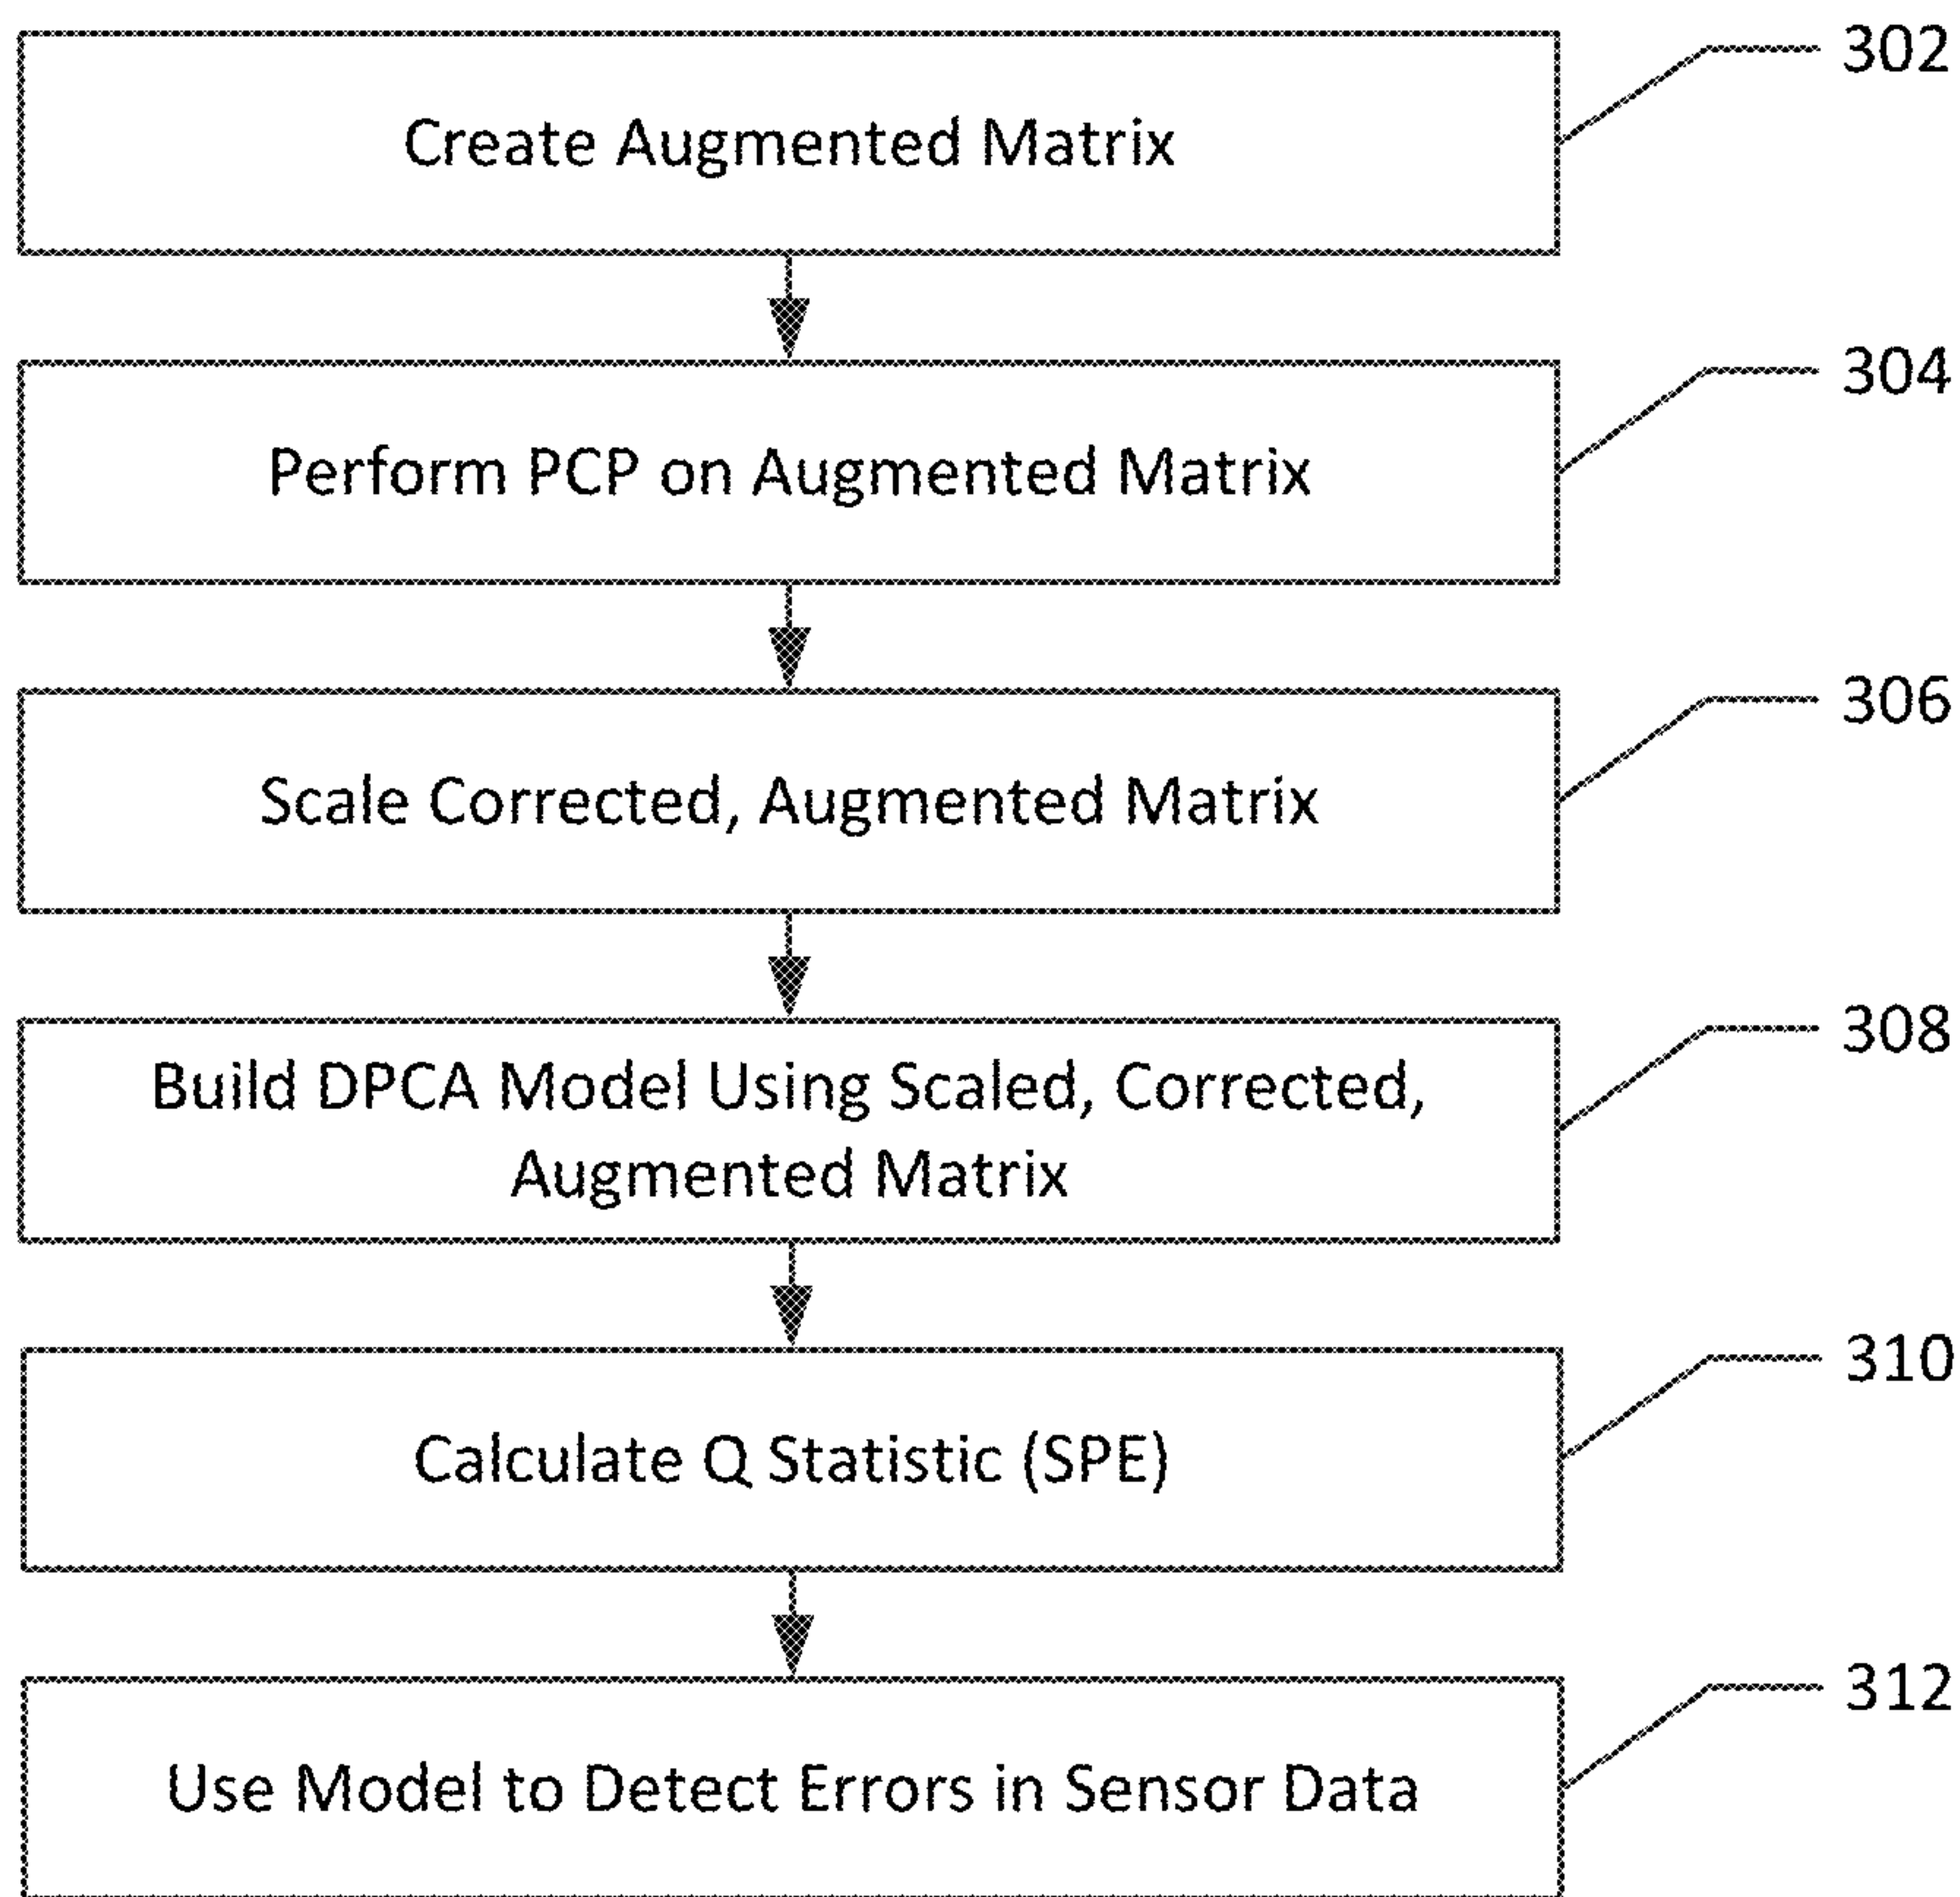 302
Create Augmented Matrix
304
Perform PCP on Augmented Matrix
306
Scale Corrected, Augmented Matrix
308
Build DPCA Model Using Scaled, Corrected,
Augmented Matrix
310
Calculate Q Statistic (SPE)
312
Use Model to Detect Errors in Sensor Data